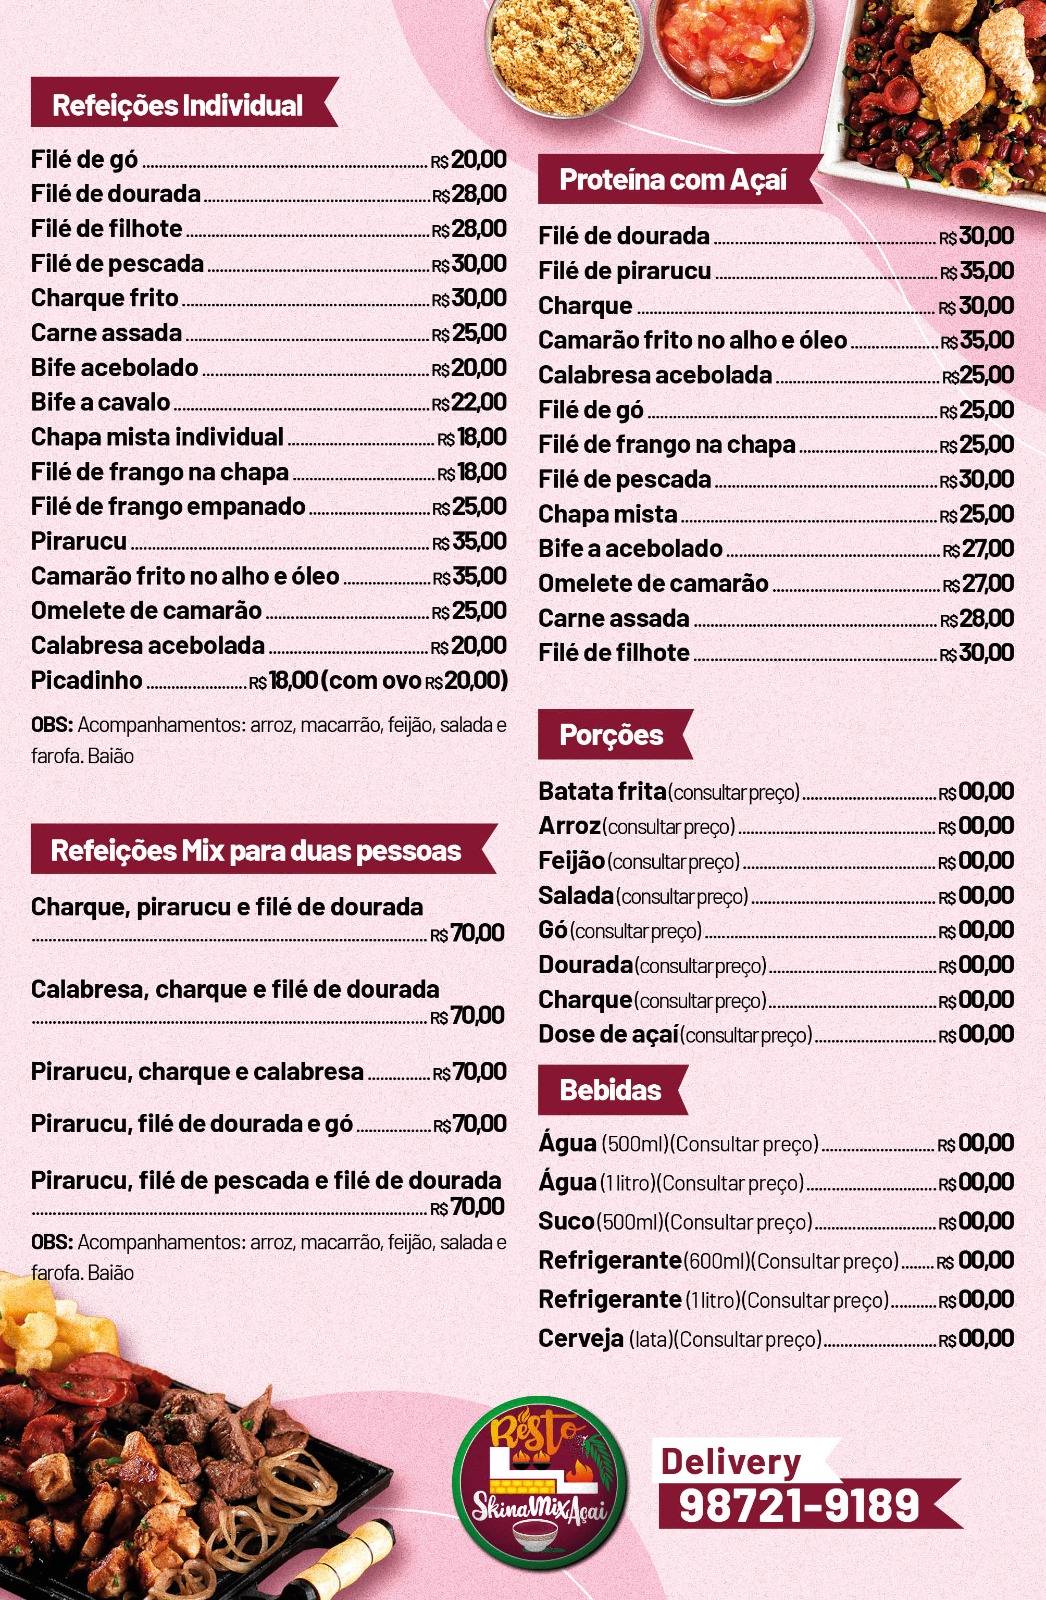 Refeições Individual
Filé de gó R$ 20,00
Filé de dourada R$ 28,00
Filé de filhote R$ 28,00
Filé de pescada R$ 30,00
Charque frito R$ 30,00
Carne assada R$ 25,00
Bife acebolado R$ 20,00
Bife a cavalo R$ 22,00
Chapa mista individual R$ 18,00
Filé de frango na chapa R$ 18,00
Filé de frango empanado R$ 25,00
Pirarucu R$ 35,00
Camarão frito no alho e óleo R$ 35,00
Omelete de camarão R$ 25,00
Calabresa acebolada R$ 20,00
Picadinho R$ 18,00 (com ovo R$ 20,00)
OBS: Acompanhamentos: arroz, macarrão, feijão, salada e
farofa. Baião
Refeições Mix para duas pessoas
Charque, pirarucu e filé de dourada
R$ 70,00
Calabresa, charque e filé de dourada
R$ 70,00
Pirarucu, charque e calabresa R$ 70,00
Pirarucu, filé de dourada e gó R$ 70,00
Pirarucu, filé de pescada e filé de dourada
R$ 70,00
OBS: Acompanhamentos: arroz, macarrão, feijão, salada e
farofa. Baião
Proteína com Açaí
Filé de dourada R$ 30,00
Filé de pirarucu R$ 35,00
Charque R$ 30,00
Camarão frito no alho e óleo R$ 35,00
Calabresa acebolada R$ 25,00
Filé de gó R$ 25,00
Filé de frango na chapa R$ 25,00
Filé de pescada R$ 30,00
Chapa mista R$ 25,00
Bife a acebolado R$ 27,00
Omelete de camarão R$ 27,00
Carne assada R$ 28,00
Filé de filhote R$ 30,00
Porções
Batata frita (consultar preço) R$ 00,00
Arroz (consultar preço) R$ 00,00
Feijão (consultar preço) R$ 00,00
Salada (consultar preço) R$ 00,00
Gó (consultar preço) R$ 00,00
Dourada (consultar preço) R$ 00,00
Charque (consultar preço) R$ 00,00
Dose de açaí (consultar preço) R$ 00,00
Bebidas
Água (500ml)(Consultar preço) R$ 00,00
Água (1 litro)(Consultar preço) R$ 00,00
Suco (500ml)(Consultar preço) R$ 00,00
Refrigerante (600ml)(Consultar preço) R$ 00,00
Refrigerante (1 litro)(Consultar preço) R$ 00,00
Cerveja (lata)(Consultar preço) R$ 00,00
Resto
SkinaMixAçaí
Delivery
98721-9189